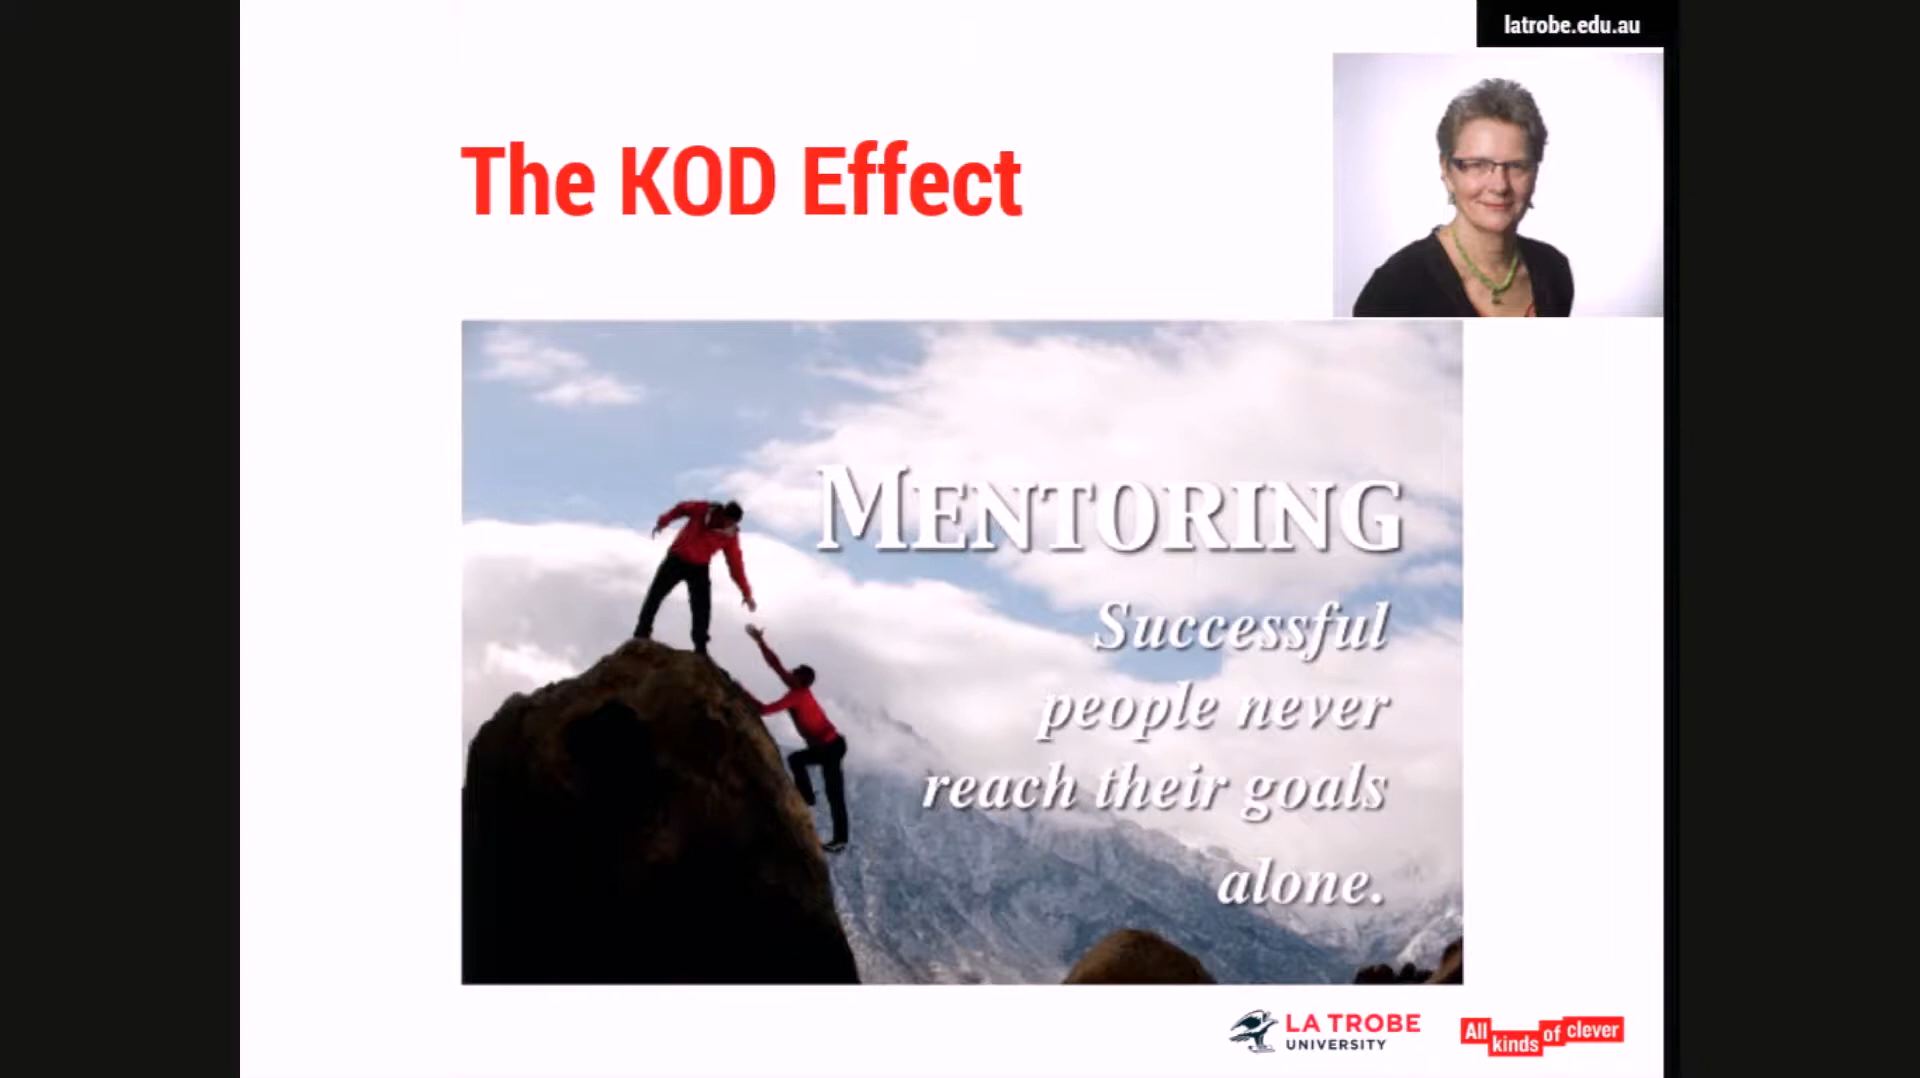 latrobe.edu.au
The KOD Effect
MENTORING
Successful
people never
reach their goals
alone.
LA TROBE
UNIVERSITY
All kinds of clever